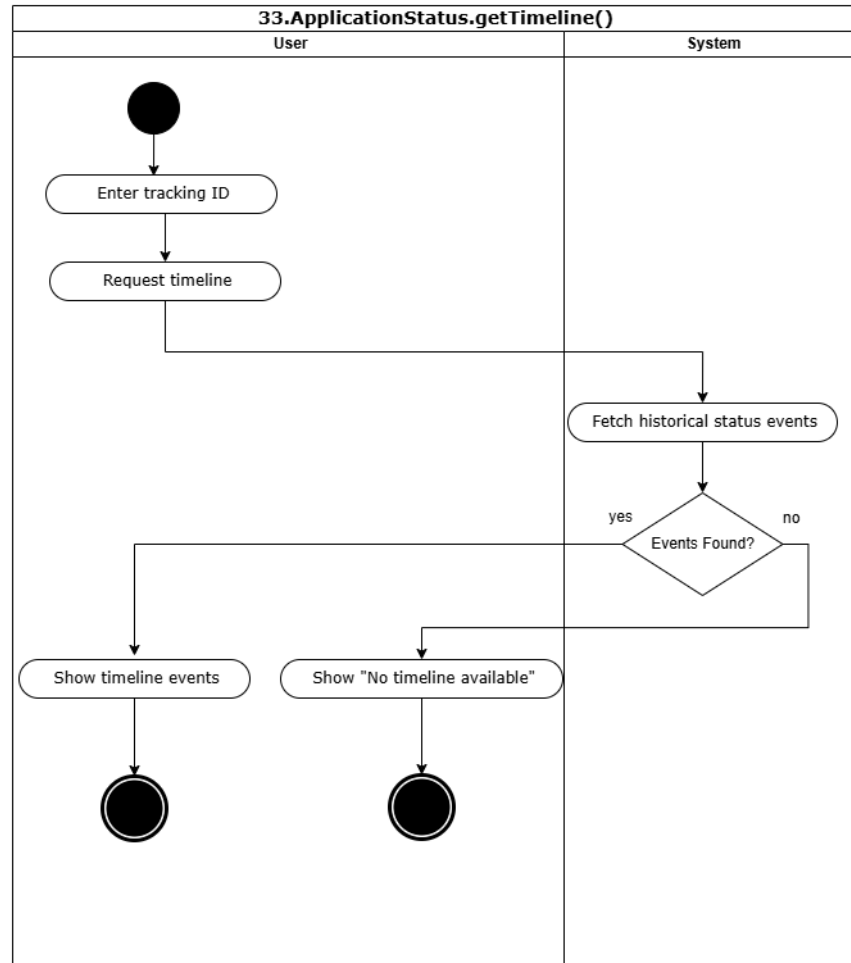 33.ApplicationStatus.getTimeline()
User
System
Enter tracking ID
Request timeline
Fetch historical status events
yes
no
Events Found?
Show timeline events
Show "No timeline available"